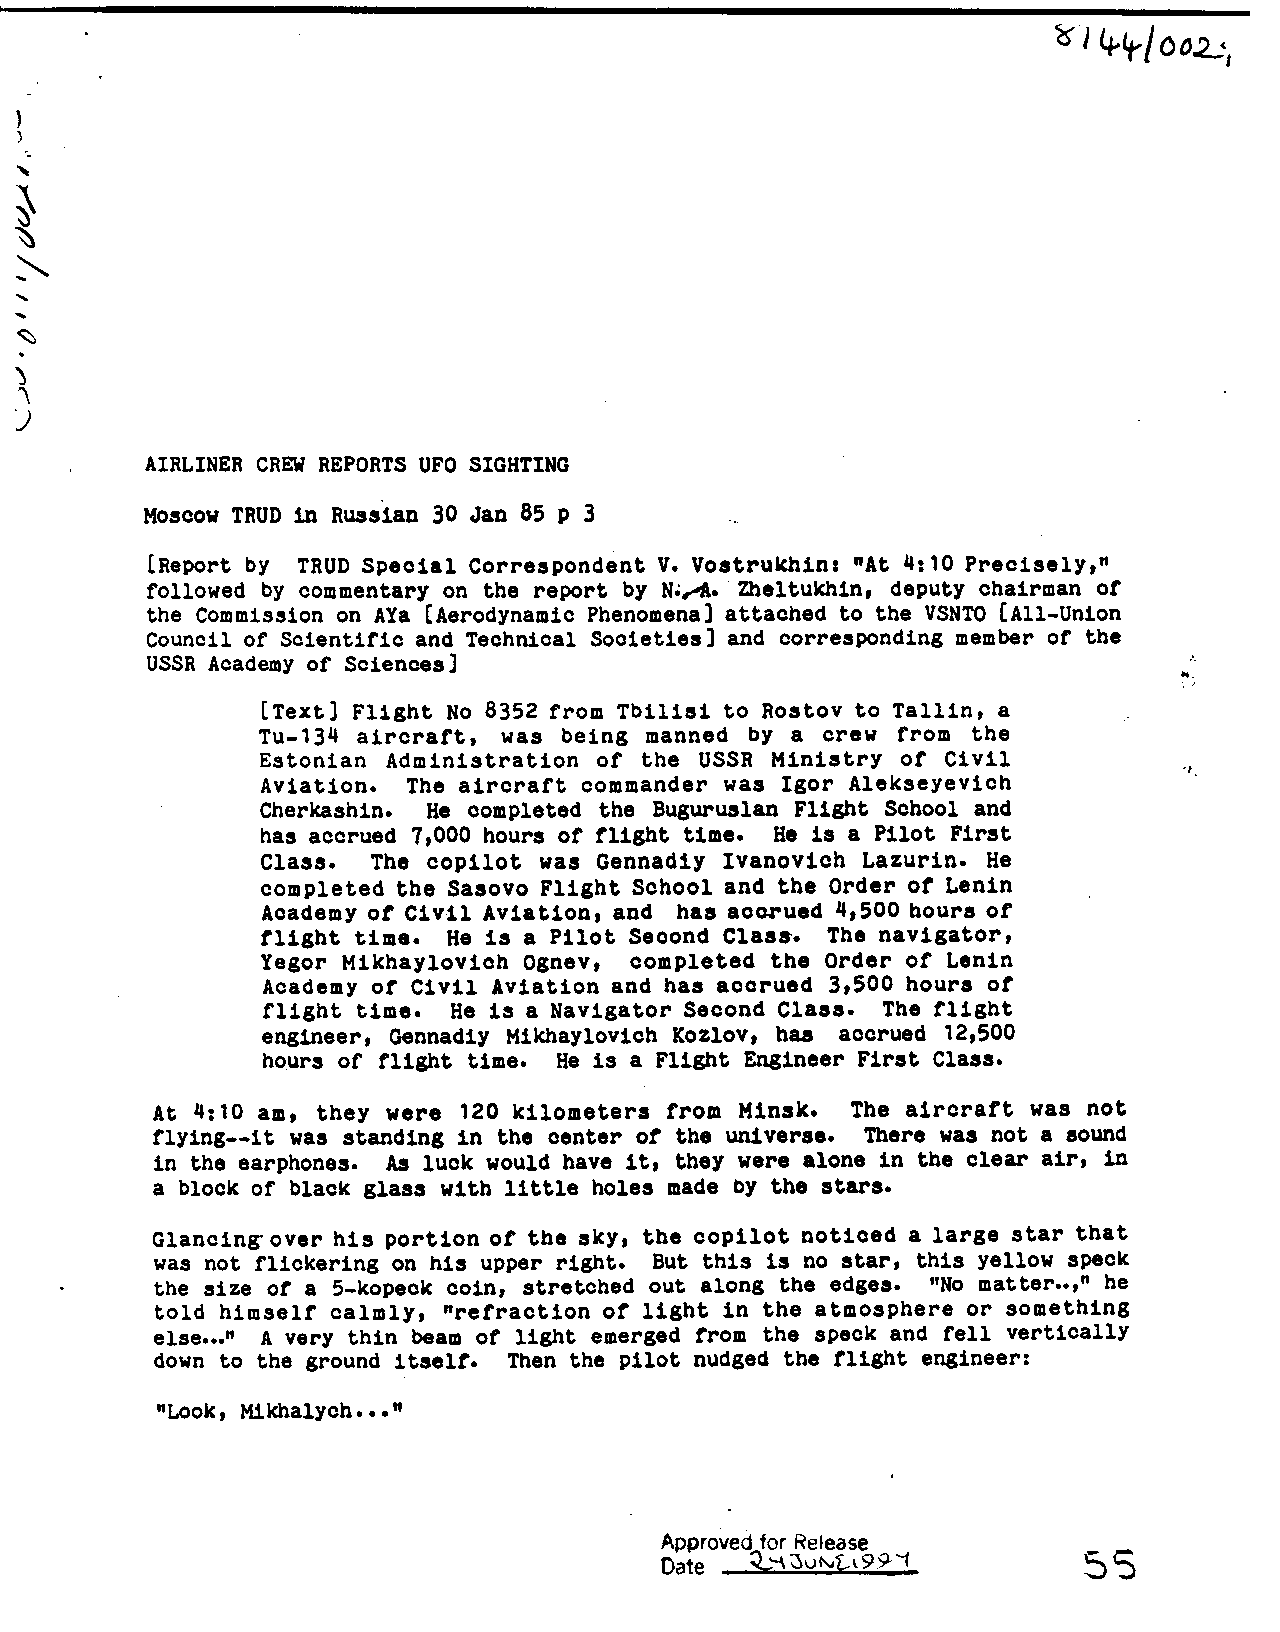 8144/002
AIRLINER CREW REPORTS UFO SIGHTING
Moscow TRUD in Russian 30 Jan 85 p 3
[Report by TRUD Special Correspondent V. Vostrukhin: "At 4:10 Precisely,"
followed by commentary on the report by N. A. Zheltukhin, deputy chairman of
the Commission on AYa [Aerodynamic Phenomena] attached to the VSNTO [All-Union
Council of Scientific and Technical Societies] and corresponding member of the
USSR Academy of Sciences]
[Text] Flight No 8352 from Tbilisi to Rostov to Tallin, a
Tu-134 aircraft, was being manned by a crew from the
Estonian Administration of the USSR Ministry of Civil
Aviation. The aircraft commander was Igor Alekseyevich
Cherkashin. He completed the Buguruslan Flight School and
has accrued 7,000 hours of flight time. He is a Pilot First
Class. The copilot was Gennadiy Ivanovich Lazurin. He
completed the Sasovo Flight School and the Order of Lenin
Academy of Civil Aviation, and has accrued 4,500 hours of
flight time. He is a Pilot Second Class. The navigator,
Yegor Mikhaylovich Ognev, completed the Order of Lenin
Academy of Civil Aviation and has accrued 3,500 hours of
flight time. He is a Navigator Second Class. The flight
engineer, Gennadiy Mikhaylovich Kozlov, has accrued 12,500
hours of flight time. He is a Flight Engineer First Class.
At 4:10 am, they were 120 kilometers from Minsk. The aircraft was not
flying--it was standing in the center of the universe. There was not a sound
in the earphones. As luck would have it, they were alone in the clear air, in
a block of black glass with little holes made by the stars.
Glancing over his portion of the sky, the copilot noticed a large star that
was not flickering on his upper right. But this is no star, this yellow speck
the size of a 5-kopeck coin, stretched out along the edges. "No matter..," he
told himself calmly, "refraction of light in the atmosphere or something
else..." A very thin beam of light emerged from the speck and fell vertically
down to the ground itself. Then the pilot nudged the flight engineer:
"Look, Mikhalych..."
Approved for Release
Date 24 JUNE 1997
55